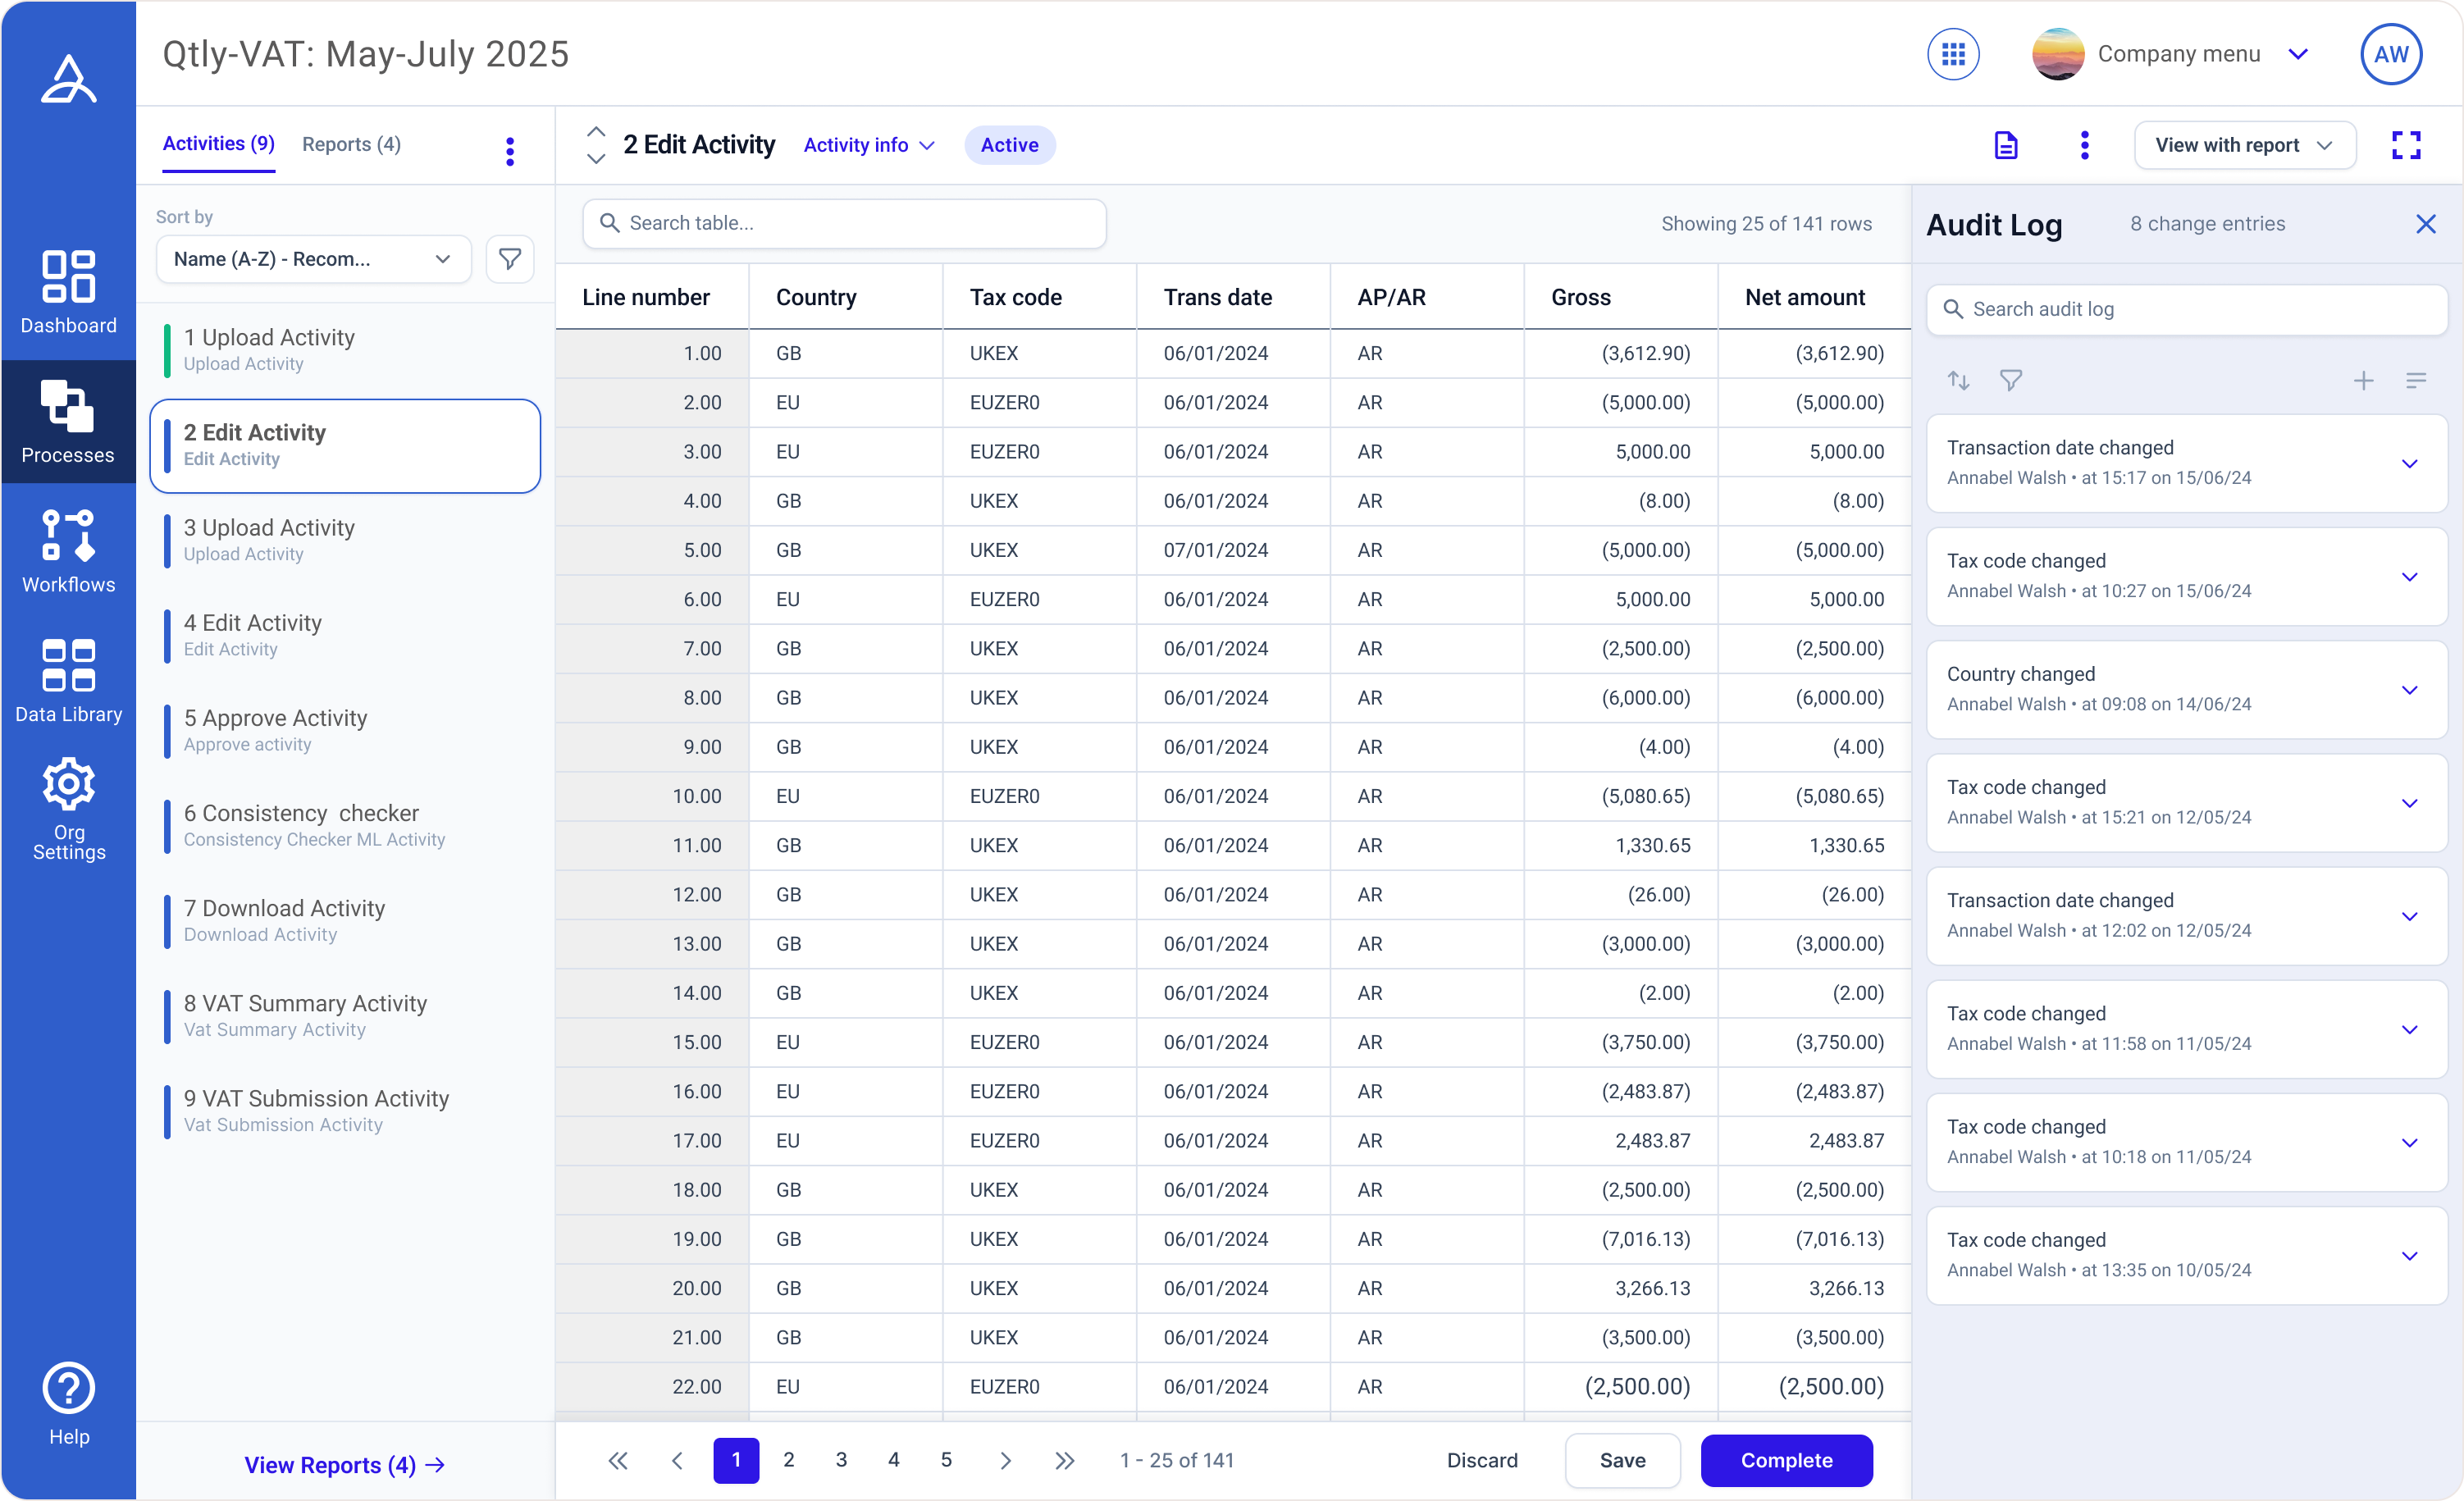 Qtly-VAT: May-July 2025
Company menu
AW
Dashboard
Processes
Workflows
Data Library
Org
Settings
Help
Activities (9) Reports (4)
Sort by
Name (A-Z) - Recom...
1 Upload Activity
Upload Activity
2 Edit Activity
Edit Activity
3 Upload Activity
Upload Activity
4 Edit Activity
Edit Activity
5 Approve Activity
Approve activity
6 Consistency  checker
Consistency Checker ML Activity
7 Download Activity
Download Activity
8 VAT Summary Activity
Vat Summary Activity
9 VAT Submission Activity
Vat Submission Activity
View Reports (4)
2 Edit Activity Activity info Active
View with report
Search table...
Showing 25 of 141 rows
Line number Country Tax code Trans date AP/AR Gross Net amount
1.00 GB UKEX 06/01/2024 AR (3,612.90) (3,612.90)
2.00 EU EUZER0 06/01/2024 AR (5,000.00) (5,000.00)
3.00 EU EUZER0 06/01/2024 AR 5,000.00 5,000.00
4.00 GB UKEX 06/01/2024 AR (8.00) (8.00)
5.00 GB UKEX 07/01/2024 AR (5,000.00) (5,000.00)
6.00 EU EUZER0 06/01/2024 AR 5,000.00 5,000.00
7.00 GB UKEX 06/01/2024 AR (2,500.00) (2,500.00)
8.00 GB UKEX 06/01/2024 AR (6,000.00) (6,000.00)
9.00 GB UKEX 06/01/2024 AR (4.00) (4.00)
10.00 EU EUZER0 06/01/2024 AR (5,080.65) (5,080.65)
11.00 GB UKEX 06/01/2024 AR 1,330.65 1,330.65
12.00 GB UKEX 06/01/2024 AR (26.00) (26.00)
13.00 GB UKEX 06/01/2024 AR (3,000.00) (3,000.00)
14.00 GB UKEX 06/01/2024 AR (2.00) (2.00)
15.00 EU EUZER0 06/01/2024 AR (3,750.00) (3,750.00)
16.00 EU EUZER0 06/01/2024 AR (2,483.87) (2,483.87)
17.00 EU EUZER0 06/01/2024 AR 2,483.87 2,483.87
18.00 GB UKEX 06/01/2024 AR (2,500.00) (2,500.00)
19.00 GB UKEX 06/01/2024 AR (7,016.13) (7,016.13)
20.00 GB UKEX 06/01/2024 AR 3,266.13 3,266.13
21.00 GB UKEX 06/01/2024 AR (3,500.00) (3,500.00)
22.00 EU EUZER0 06/01/2024 AR (2,500.00) (2,500.00)
1 2 3 4 5 1 - 25 of 141
Discard Save Complete
Audit Log 8 change entries
Search audit log
Transaction date changed
Annabel Walsh • at 15:17 on 15/06/24
Tax code changed
Annabel Walsh • at 10:27 on 15/06/24
Country changed
Annabel Walsh • at 09:08 on 14/06/24
Tax code changed
Annabel Walsh • at 15:21 on 12/05/24
Transaction date changed
Annabel Walsh • at 12:02 on 12/05/24
Tax code changed
Annabel Walsh • at 11:58 on 11/05/24
Tax code changed
Annabel Walsh • at 10:18 on 11/05/24
Tax code changed
Annabel Walsh • at 13:35 on 10/05/24